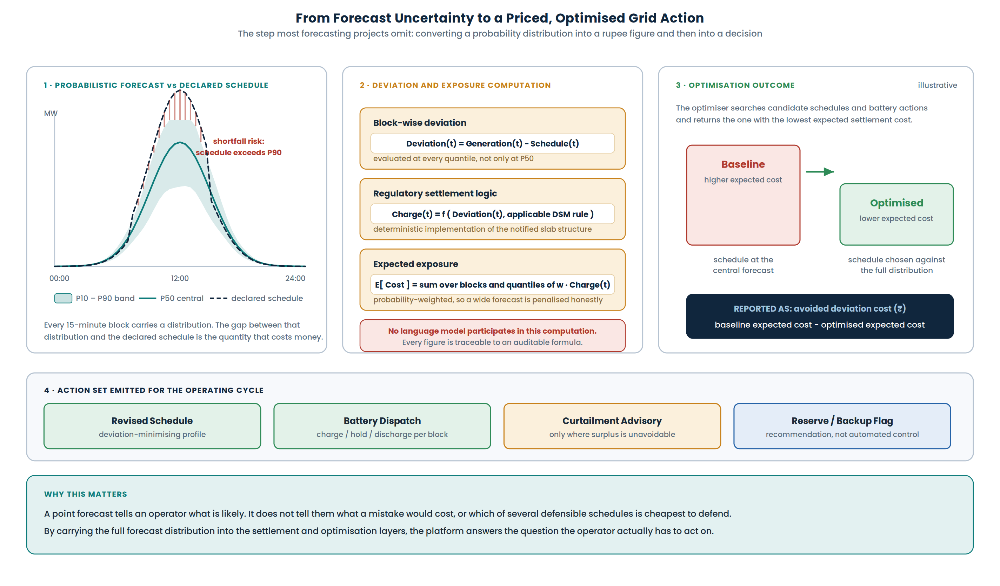 From Forecast Uncertainty to a Priced, Optimised Grid Action
The step most forecasting projects omit: converting a probability distribution into a rupee figure and then into a decision
1 · PROBABILISTIC FORECAST vs DECLARED SCHEDULE
MW
shortfall risk:
schedule exceeds P90
00:00
12:00
24:00
P10 – P90 band
P50 central
declared schedule
Every 15-minute block carries a distribution. The gap between that
distribution and the declared schedule is the quantity that costs money.
2 · DEVIATION AND EXPOSURE COMPUTATION
Block-wise deviation
Deviation(t) = Generation(t) − Schedule(t)
evaluated at every quantile, not only at P50
Regulatory settlement logic
Charge(t) = f ( Deviation(t), applicable DSM rule )
deterministic implementation of the notified slab structure
Expected exposure
E[ Cost ] = sum over blocks and quantiles of w · Charge(t)
probability-weighted, so a wide forecast is penalised honestly
No language model participates in this computation.
Every figure is traceable to an auditable formula.
3 · OPTIMISATION OUTCOME
illustrative
The optimiser searches candidate schedules and battery actions
and returns the one with the lowest expected settlement cost.
Baseline
higher expected cost
Optimised
lower expected cost
schedule at the
central forecast
schedule chosen against
the full distribution
REPORTED AS: avoided deviation cost (₹)
baseline expected cost − optimised expected cost
4 · ACTION SET EMITTED FOR THE OPERATING CYCLE
Revised Schedule
deviation-minimising profile
Battery Dispatch
charge / hold / discharge per block
Curtailment Advisory
only where surplus is unavoidable
Reserve / Backup Flag
recommendation, not automated control
WHY THIS MATTERS
A point forecast tells an operator what is likely. It does not tell them what a mistake would cost, or which of several defensible schedules is cheapest to defend.
By carrying the full forecast distribution into the settlement and optimisation layers, the platform answers the question the operator actually has to act on.